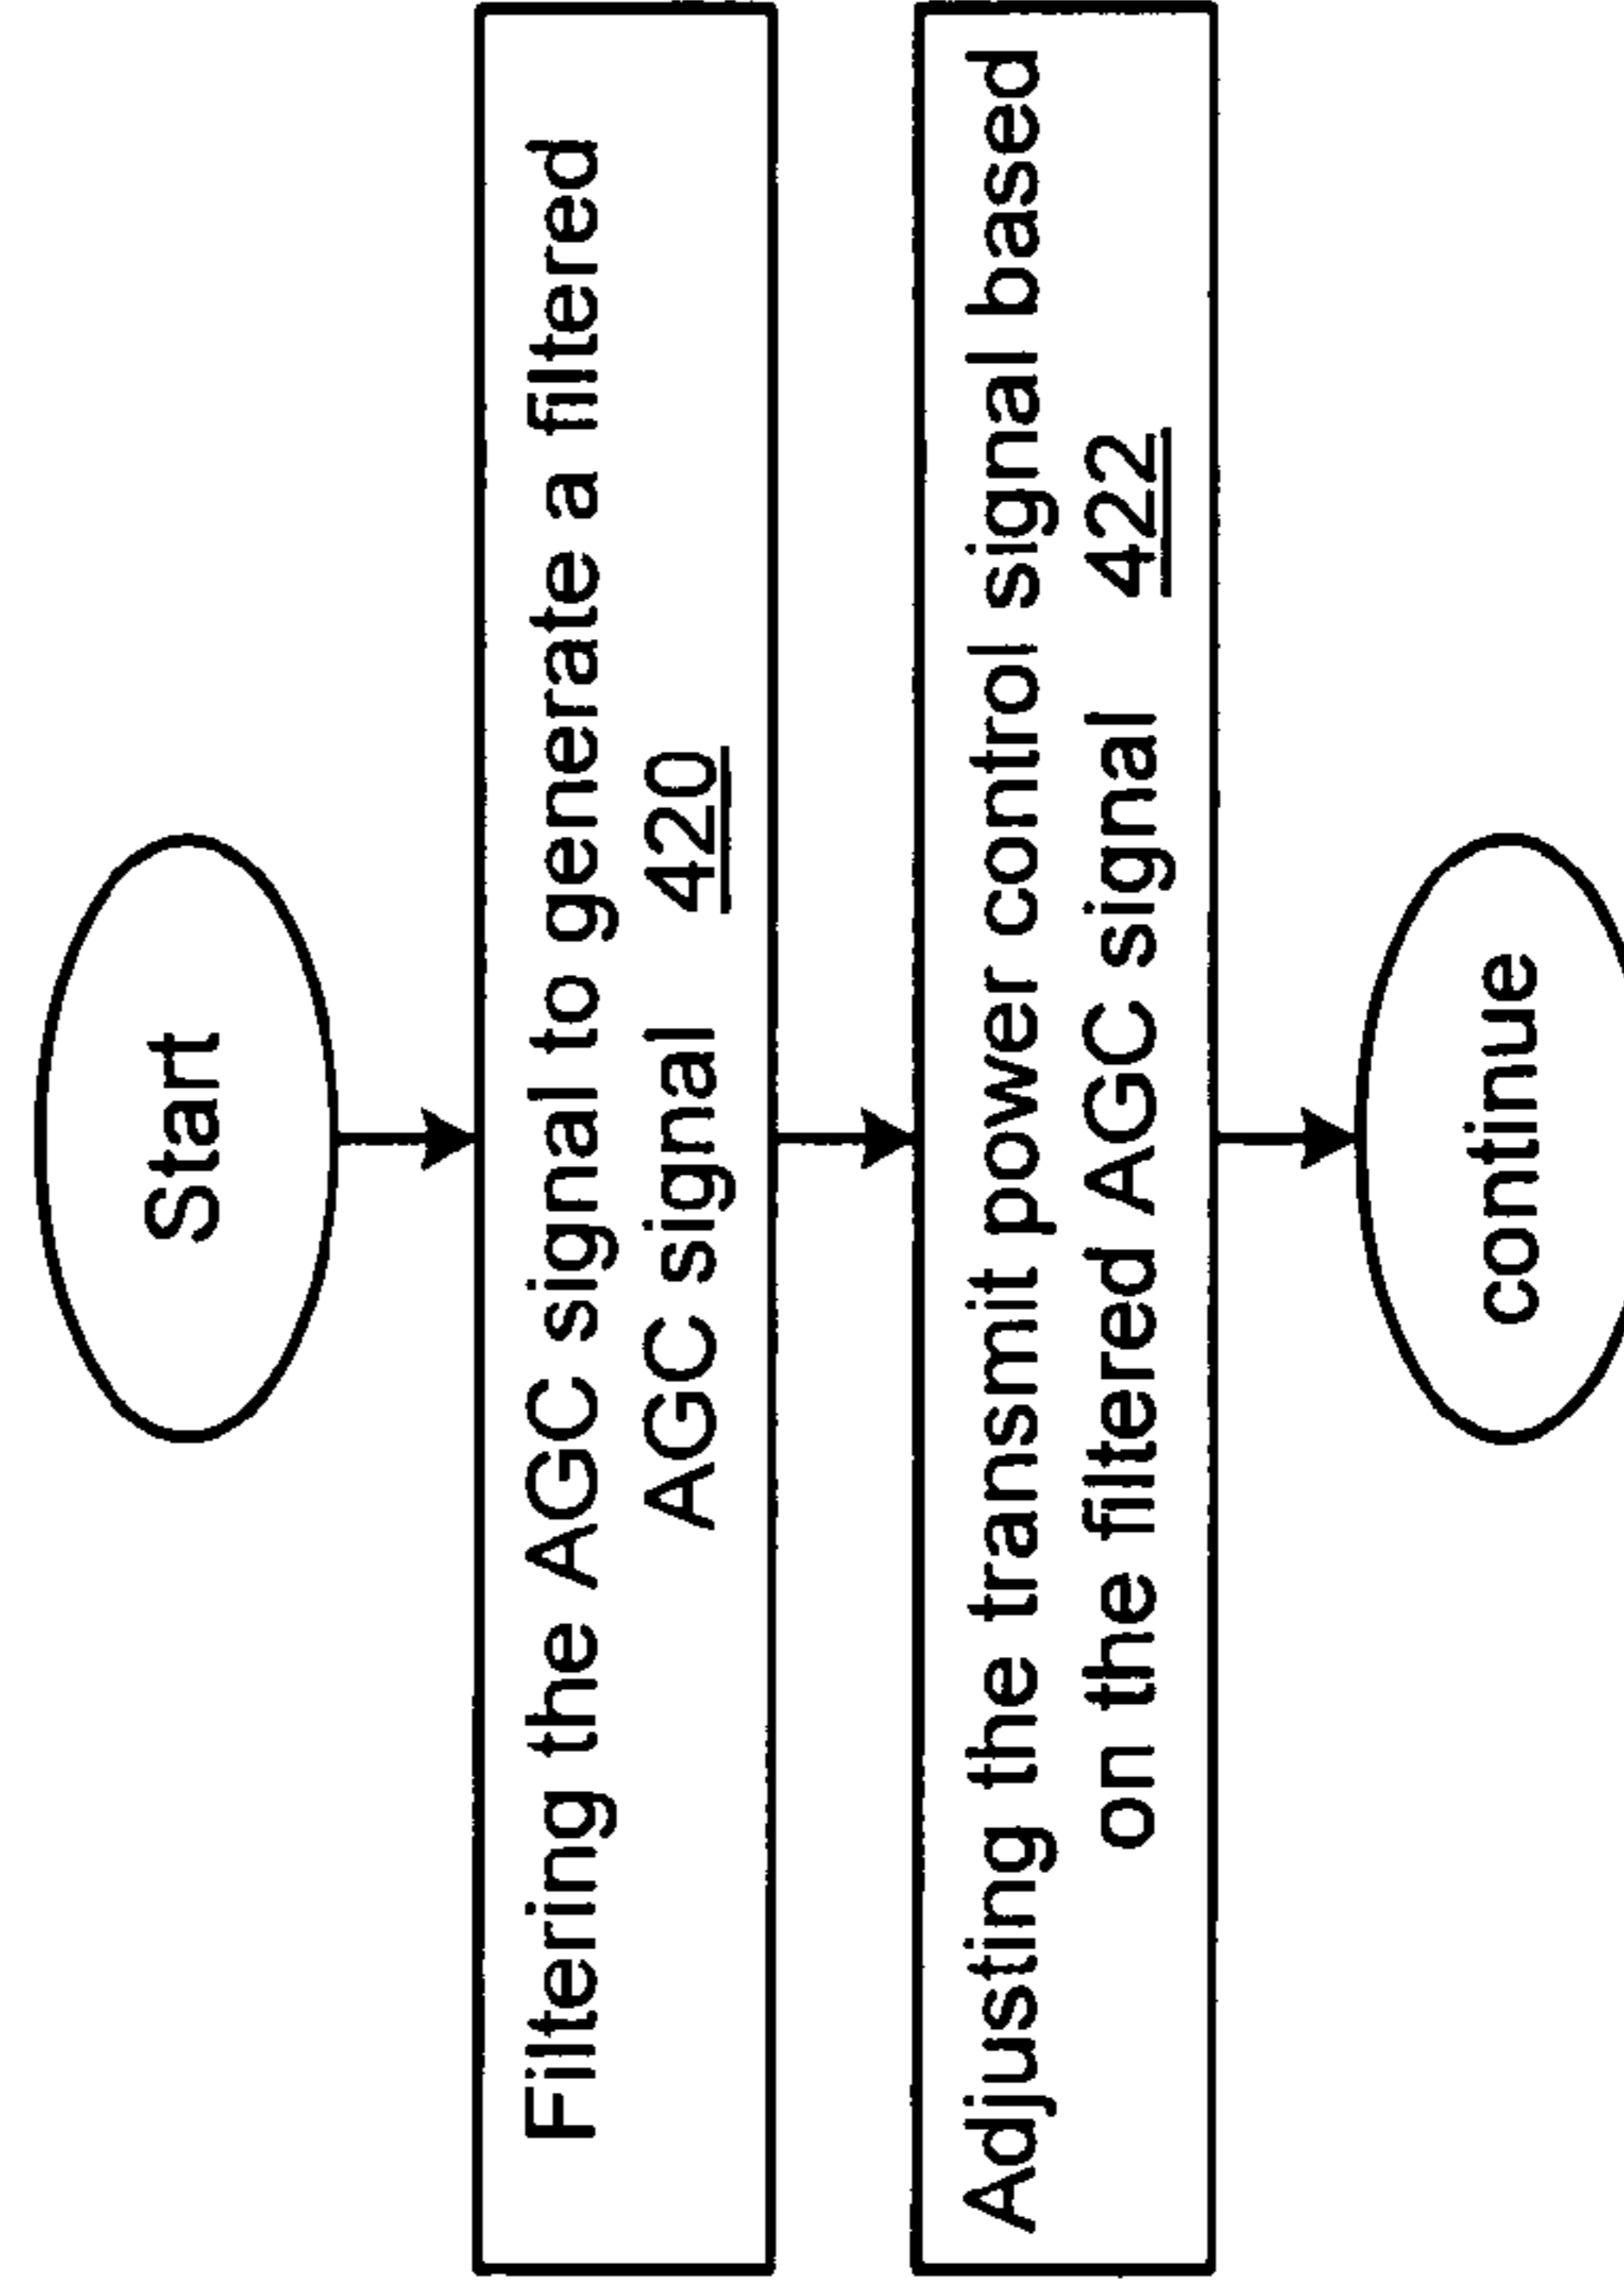 Start
Filtering the AGC signal to generate a filtered
AGC signal 420
Adjusting the transmit power control signal based
on the filtered AGC signal 422
continue